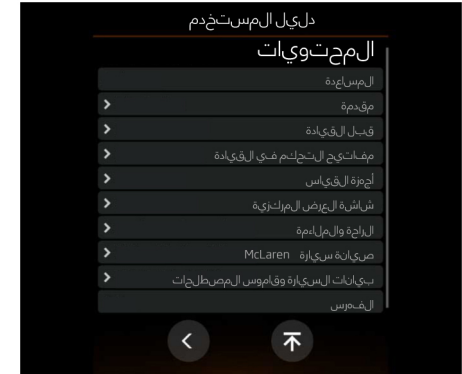 دليل المستخدم
المحتويات
المساعدة
مقدمة
قبل القيادة
مفاتيح التحكم في القيادة
أجهزة القياس
شاشة العرض المركزية
الراحة والملاءمة
صيانة سيارة McLaren
بيانات السيارة وقاموس المصطلحات
الفهرس